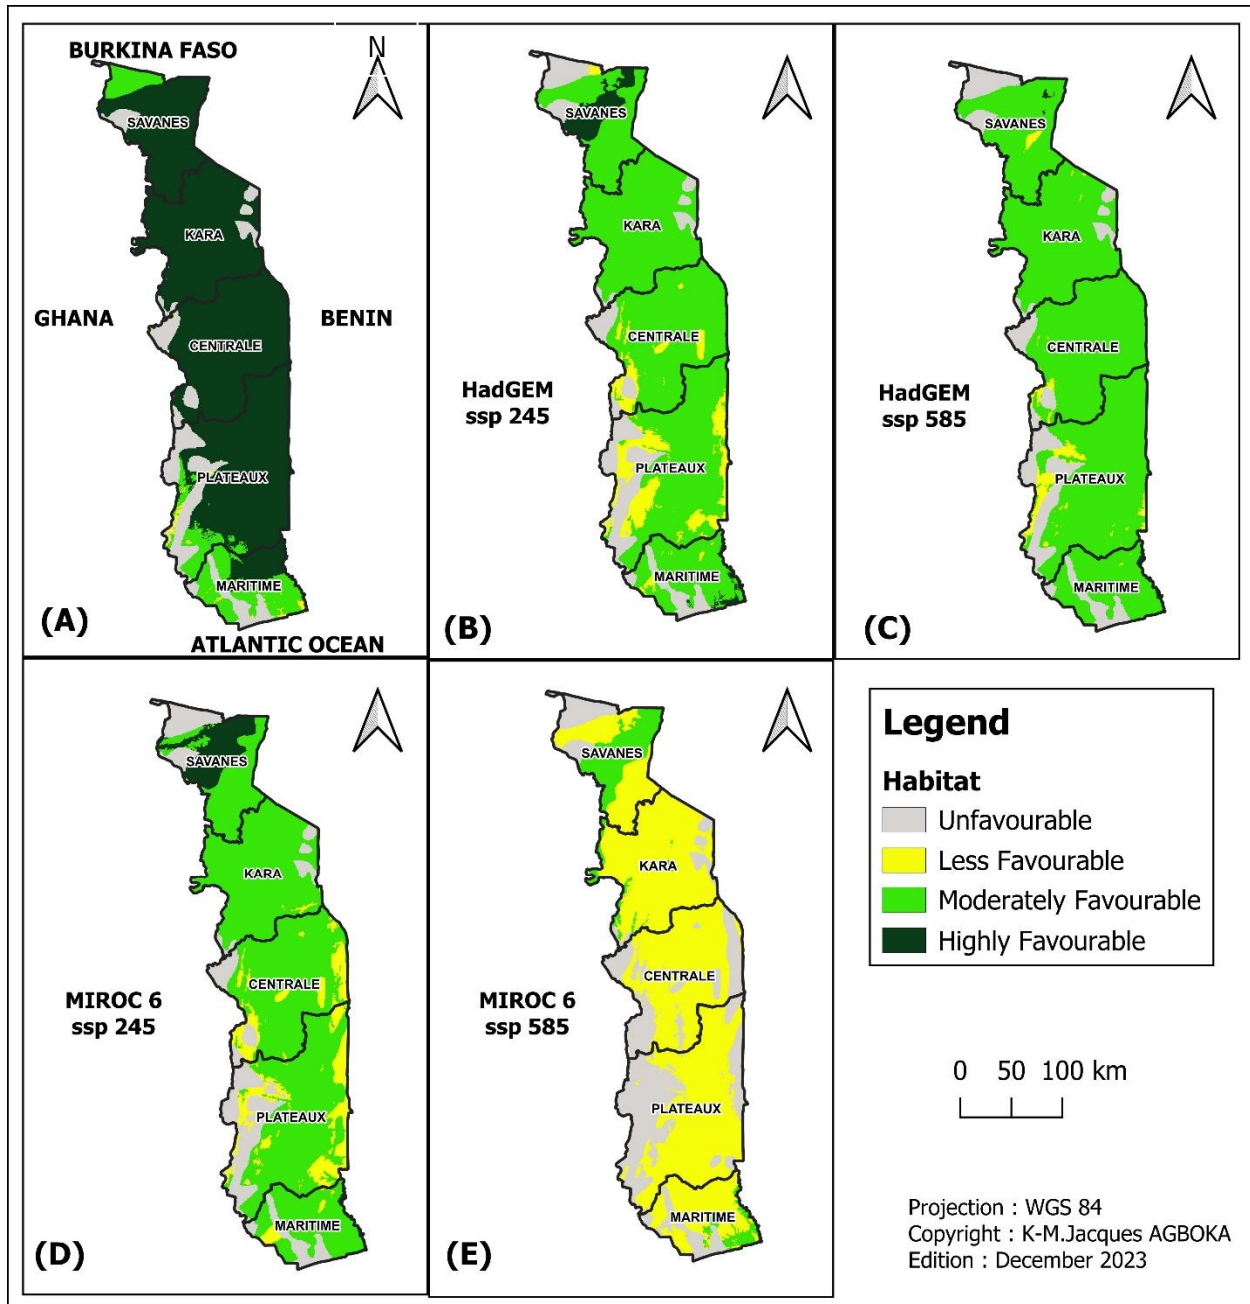 BURKINA FASO
N
SAVANES
KARA
GHANA
BENIN
CENTRALE
PLATEAUX
MARITIME
(A)
ATLANTIC OCEAN
SAVANES
KARA
CENTRALE
HadGEM
ssp 245
PLATEAUX
MARITIME
(B)
SAVANES
KARA
CENTRALE
HadGEM
ssp 585
PLATEAUX
MARITIME
(C)
SAVANES
KARA
CENTRALE
MIROC 6
ssp 245
PLATEAUX
MARITIME
(D)
SAVANES
KARA
CENTRALE
MIROC 6
ssp 585
PLATEAUX
MARITIME
(E)
Legend
Habitat
Unfavourable
Less Favourable
Moderately Favourable
Highly Favourable
0 50 100 km
Projection : WGS 84
Copyright : K-M.Jacques AGBOKA
Edition : December 2023